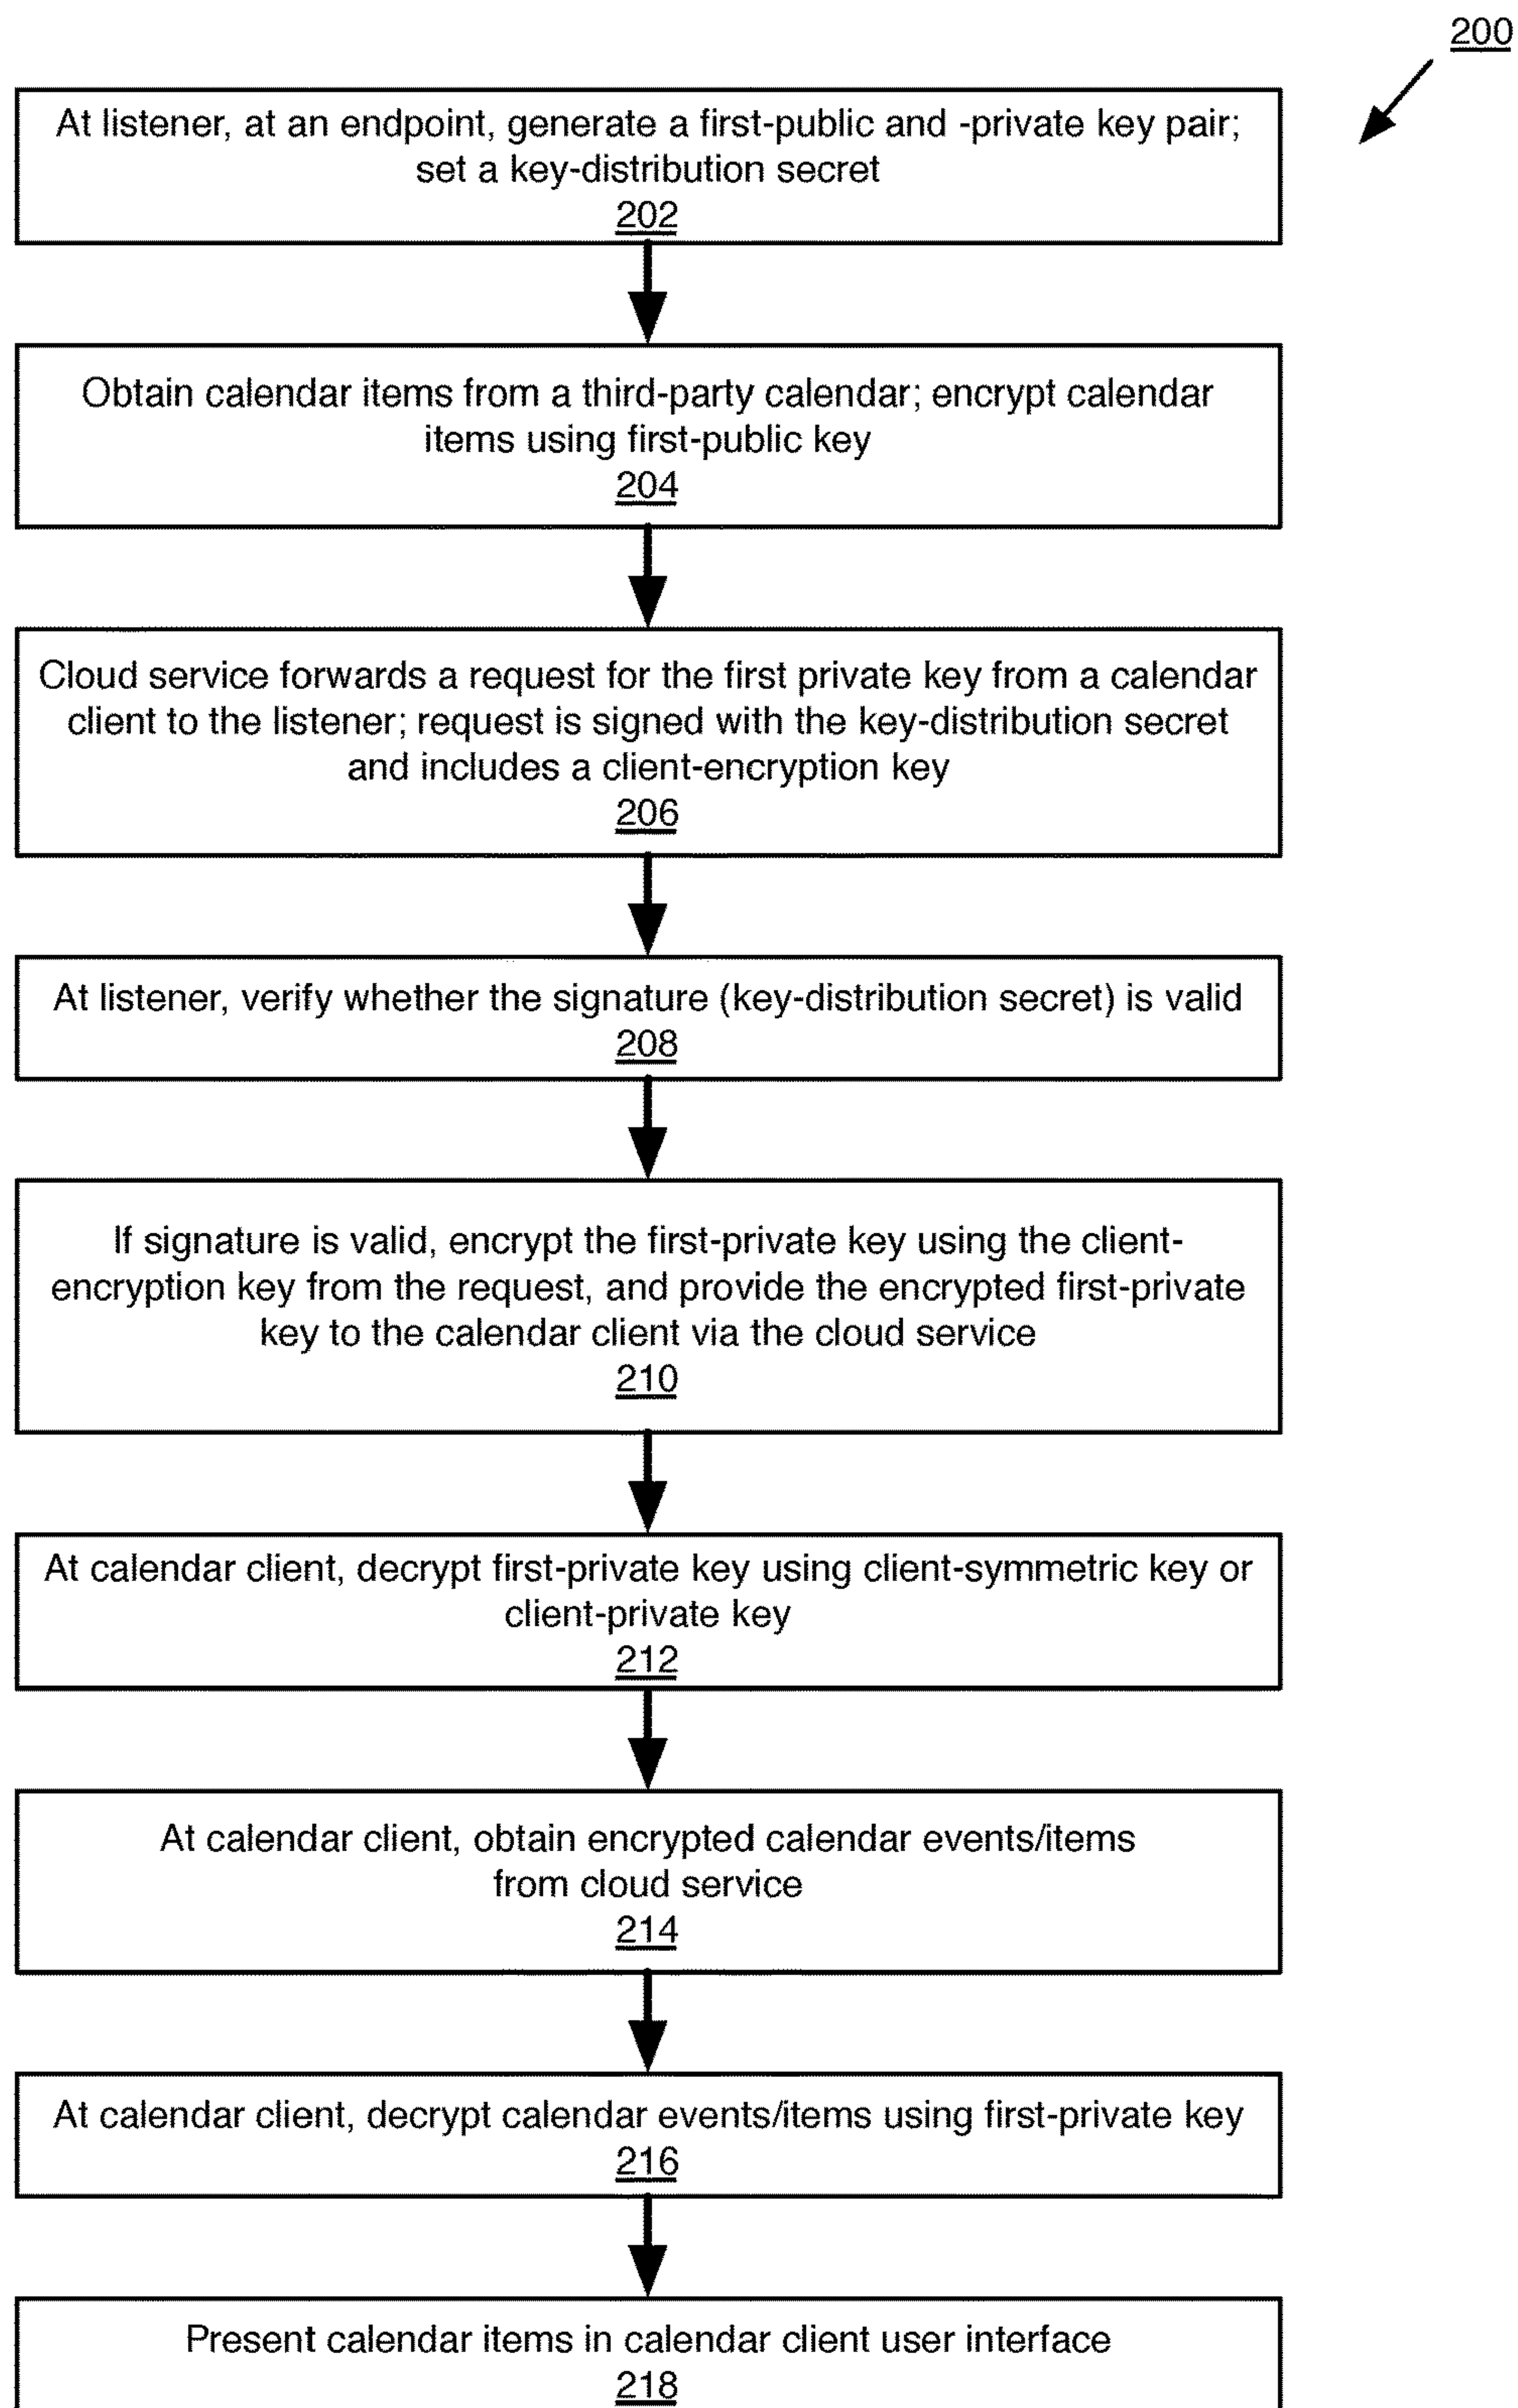 200
At listener, at an endpoint, generate a first-public and -private key pair;
set a key-distribution secret
202
Obtain calendar items from a third-party calendar; encrypt calendar
items using first-public key
204
Cloud service forwards a request for the first private key from a calendar
client to the listener; request is signed with the key-distribution secret
and includes a client-encryption key
206
At listener, verify whether the signature (key-distribution secret) is valid
208
If signature is valid, encrypt the first-private key using the client-
encryption key from the request, and provide the encrypted first-private
key to the calendar client via the cloud service
210
At calendar client, decrypt first-private key using client-symmetric key or
client-private key
212
At calendar client, obtain encrypted calendar events/items
from cloud service
214
At calendar client, decrypt calendar events/items using first-private key
216
Present calendar items in calendar client user interface
218